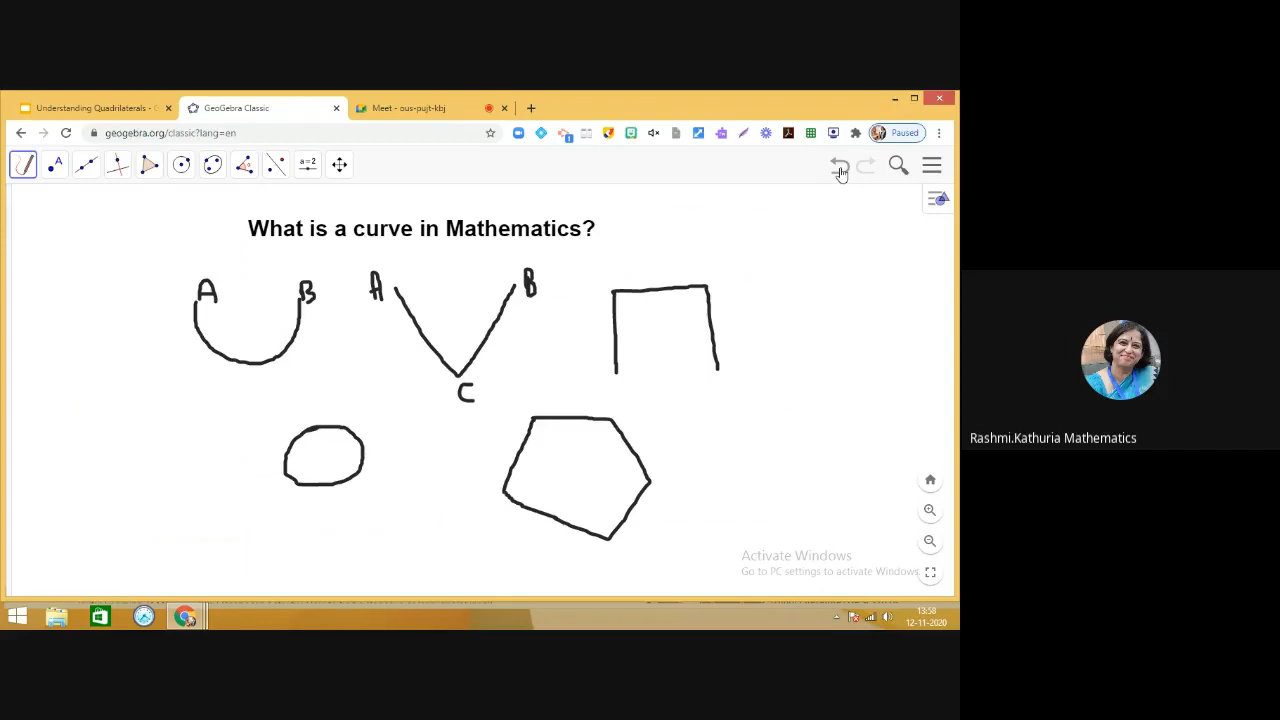 Understanding Quadrilaterals -
GeoGebra Classic
Meet - ous-pujt-kbj
geogebra.org/classic?lang=en
Paused
A
a=2
What is a curve in Mathematics?
A B A B
C
Rashmi.Kathuria Mathematics
Activate Windows
Go to PC settings to activate Windows.
13:58
12-11-2020